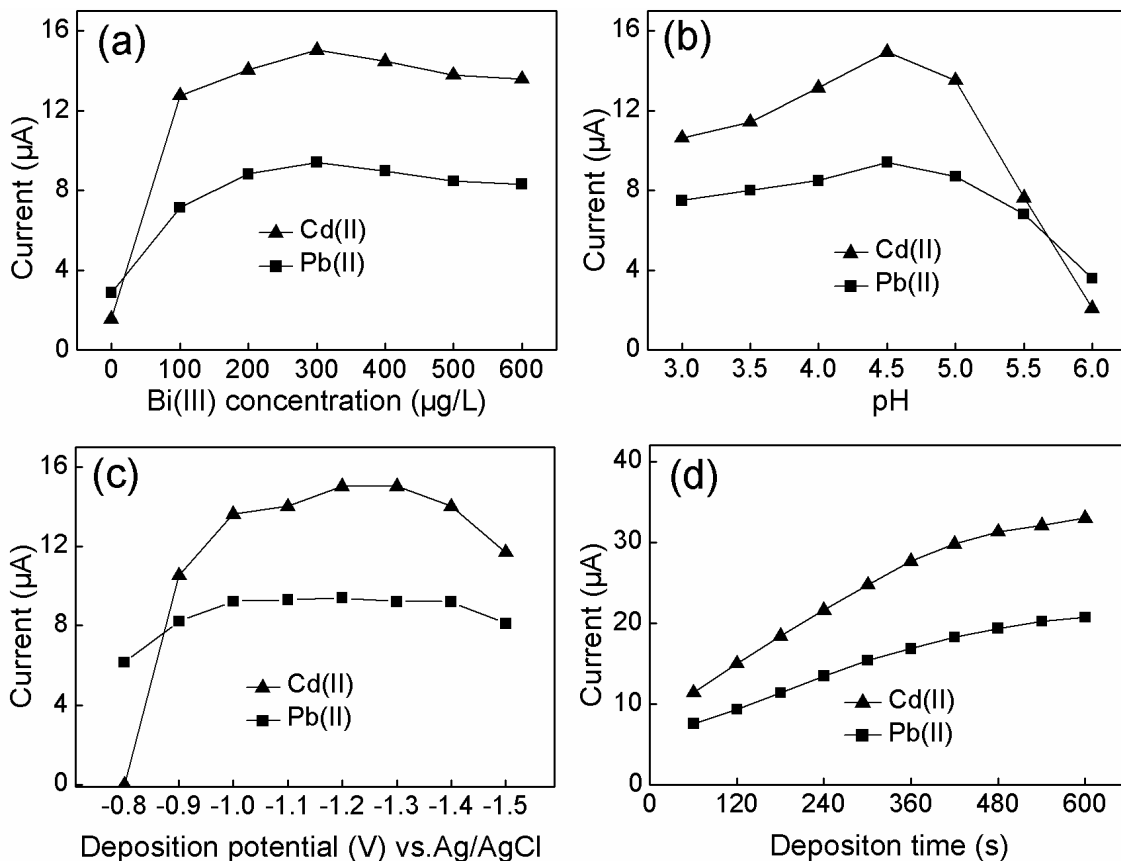 (a)
16
12
8
4
0
Current (µA)
Cd(II)
Pb(II)
0 100 200 300 400 500 600
Bi(III) concentration (µg/L)
(b)
16
12
8
4
0
Current (µA)
Cd(II)
Pb(II)
3.0 3.5 4.0 4.5 5.0 5.5 6.0
pH
(c)
16
12
8
4
0
Current (µA)
Cd(II)
Pb(II)
-0.8 -0.9 -1.0 -1.1 -1.2 -1.3 -1.4 -1.5
Deposition potential (V) vs.Ag/AgCl
(d)
40
30
20
10
0
Current (µA)
Cd(II)
Pb(II)
0 120 240 360 480 600
Depositon time (s)